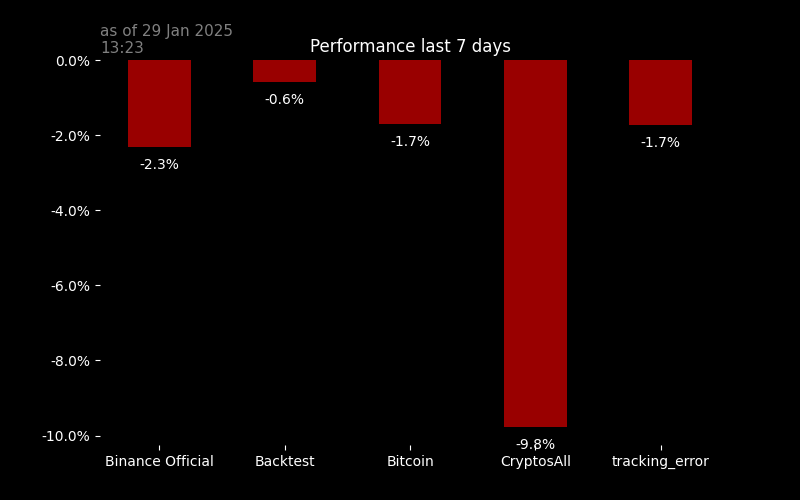 as of 29 Jan 2025
13:23
Performance last 7 days
0.0%
-2.0%
-4.0%
-6.0%
-8.0%
-10.0%
-2.3%
-0.6%
-1.7%
-9.8%
-1.7%
Binance Official
Backtest
Bitcoin
CryptosAll
tracking_error